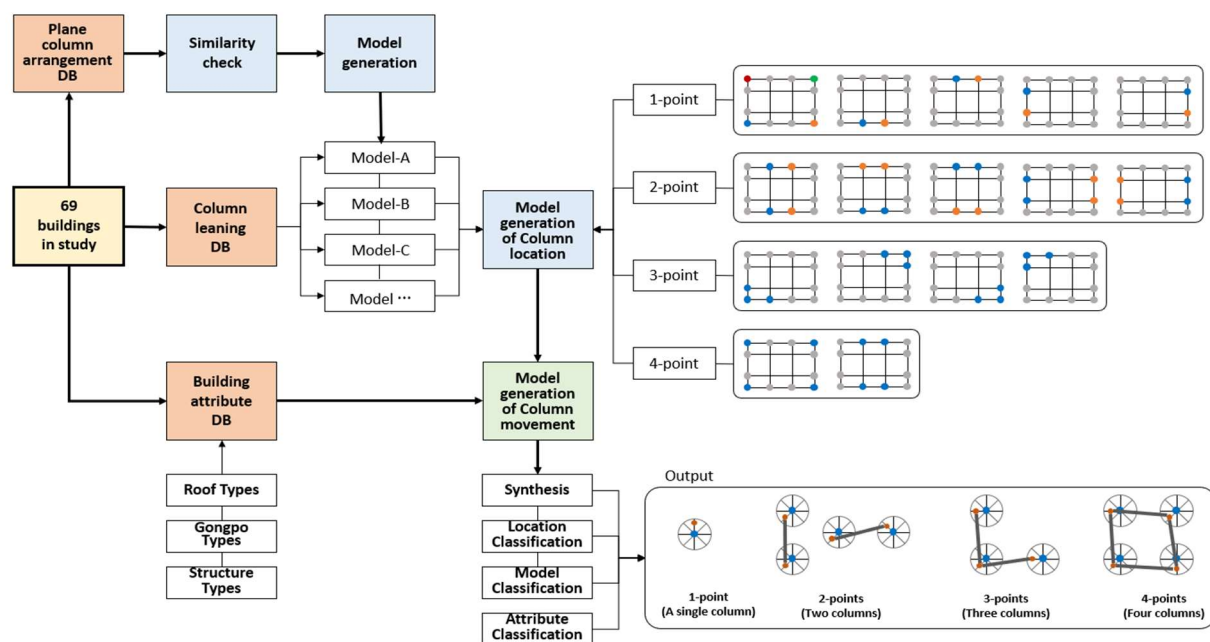 Plane
column
arrangement
DB
Similarity
check
Model
generation
69
buildings
in study
Column
leaning
DB
Model-A
Model-B
Model-C
Model ⋯
Model
generation
of Column
location
1-point
2-point
3-point
4-point
Building
attribute
DB
Model
generation
of Column
movement
Roof Types
Gongpo
Types
Structure
Types
Synthesis
Location
Classification
Model
Classification
Attribute
Classification
Output
1-point
(A single column)
2-points
(Two columns)
3-points
(Three columns)
4-points
(Four columns)